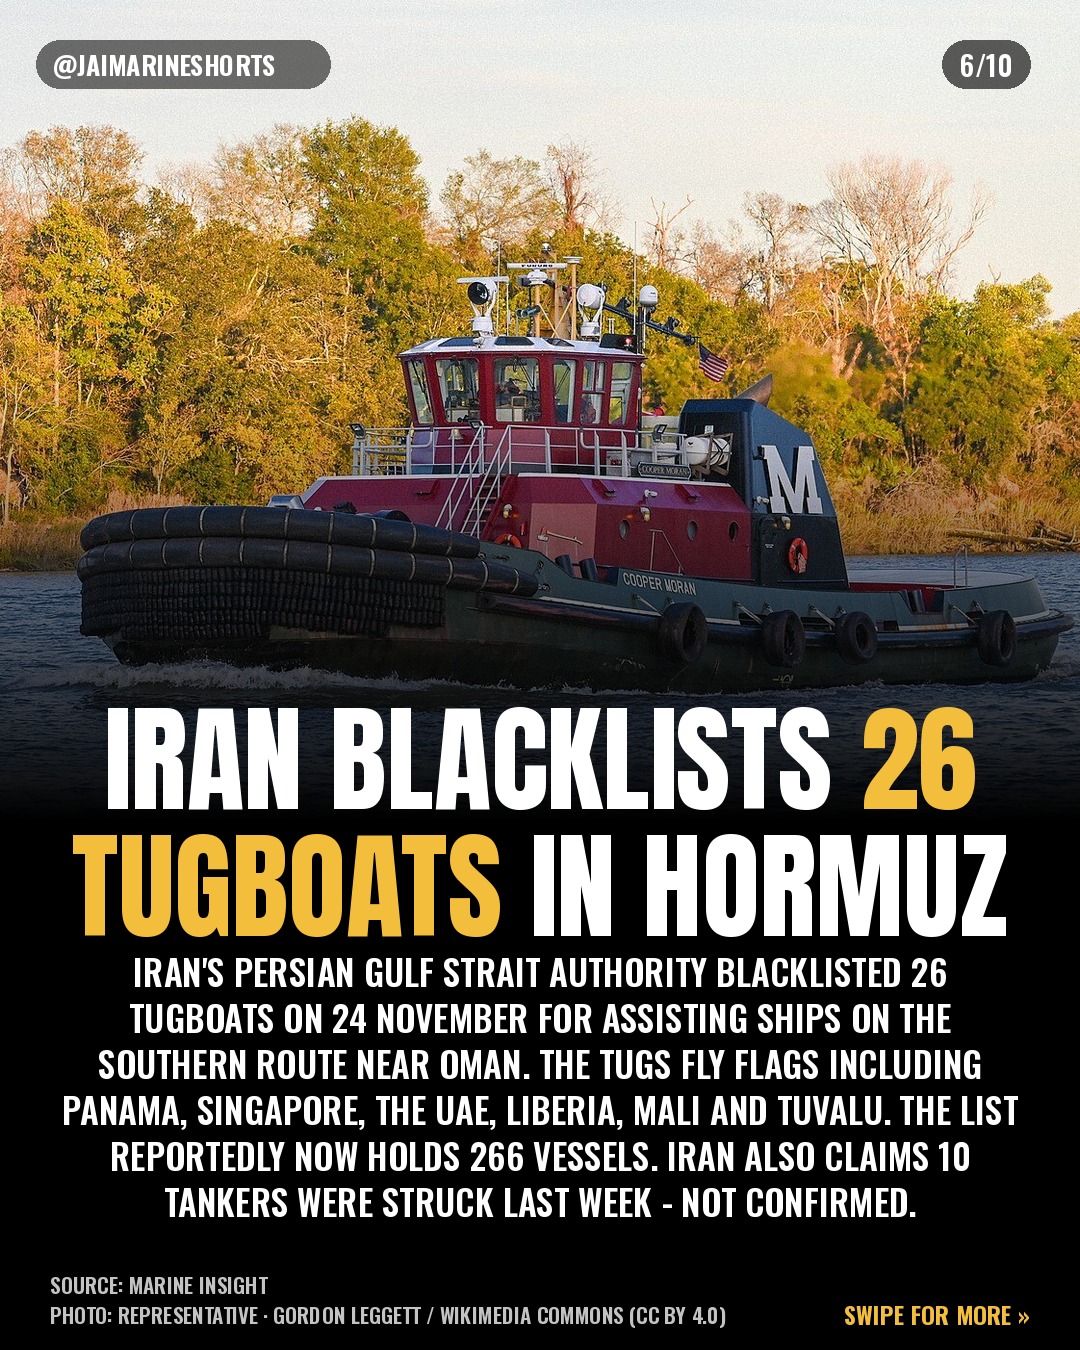 @JAIMARINESHORTS
6/10
FURUNO
COOPER MORAN
M
COOPER MORAN
IRAN BLACKLISTS 26
TUGBOATS IN HORMUZ
IRAN'S PERSIAN GULF STRAIT AUTHORITY BLACKLISTED 26
TUGBOATS ON 24 NOVEMBER FOR ASSISTING SHIPS ON THE
SOUTHERN ROUTE NEAR OMAN. THE TUGS FLY FLAGS INCLUDING
PANAMA, SINGAPORE, THE UAE, LIBERIA, MALI AND TUVALU. THE LIST
REPORTEDLY NOW HOLDS 266 VESSELS. IRAN ALSO CLAIMS 10
TANKERS WERE STRUCK LAST WEEK - NOT CONFIRMED.
SOURCE: MARINE INSIGHT
PHOTO: REPRESENTATIVE · GORDON LEGGETT / WIKIMEDIA COMMONS (CC BY 4.0)
SWIPE FOR MORE »